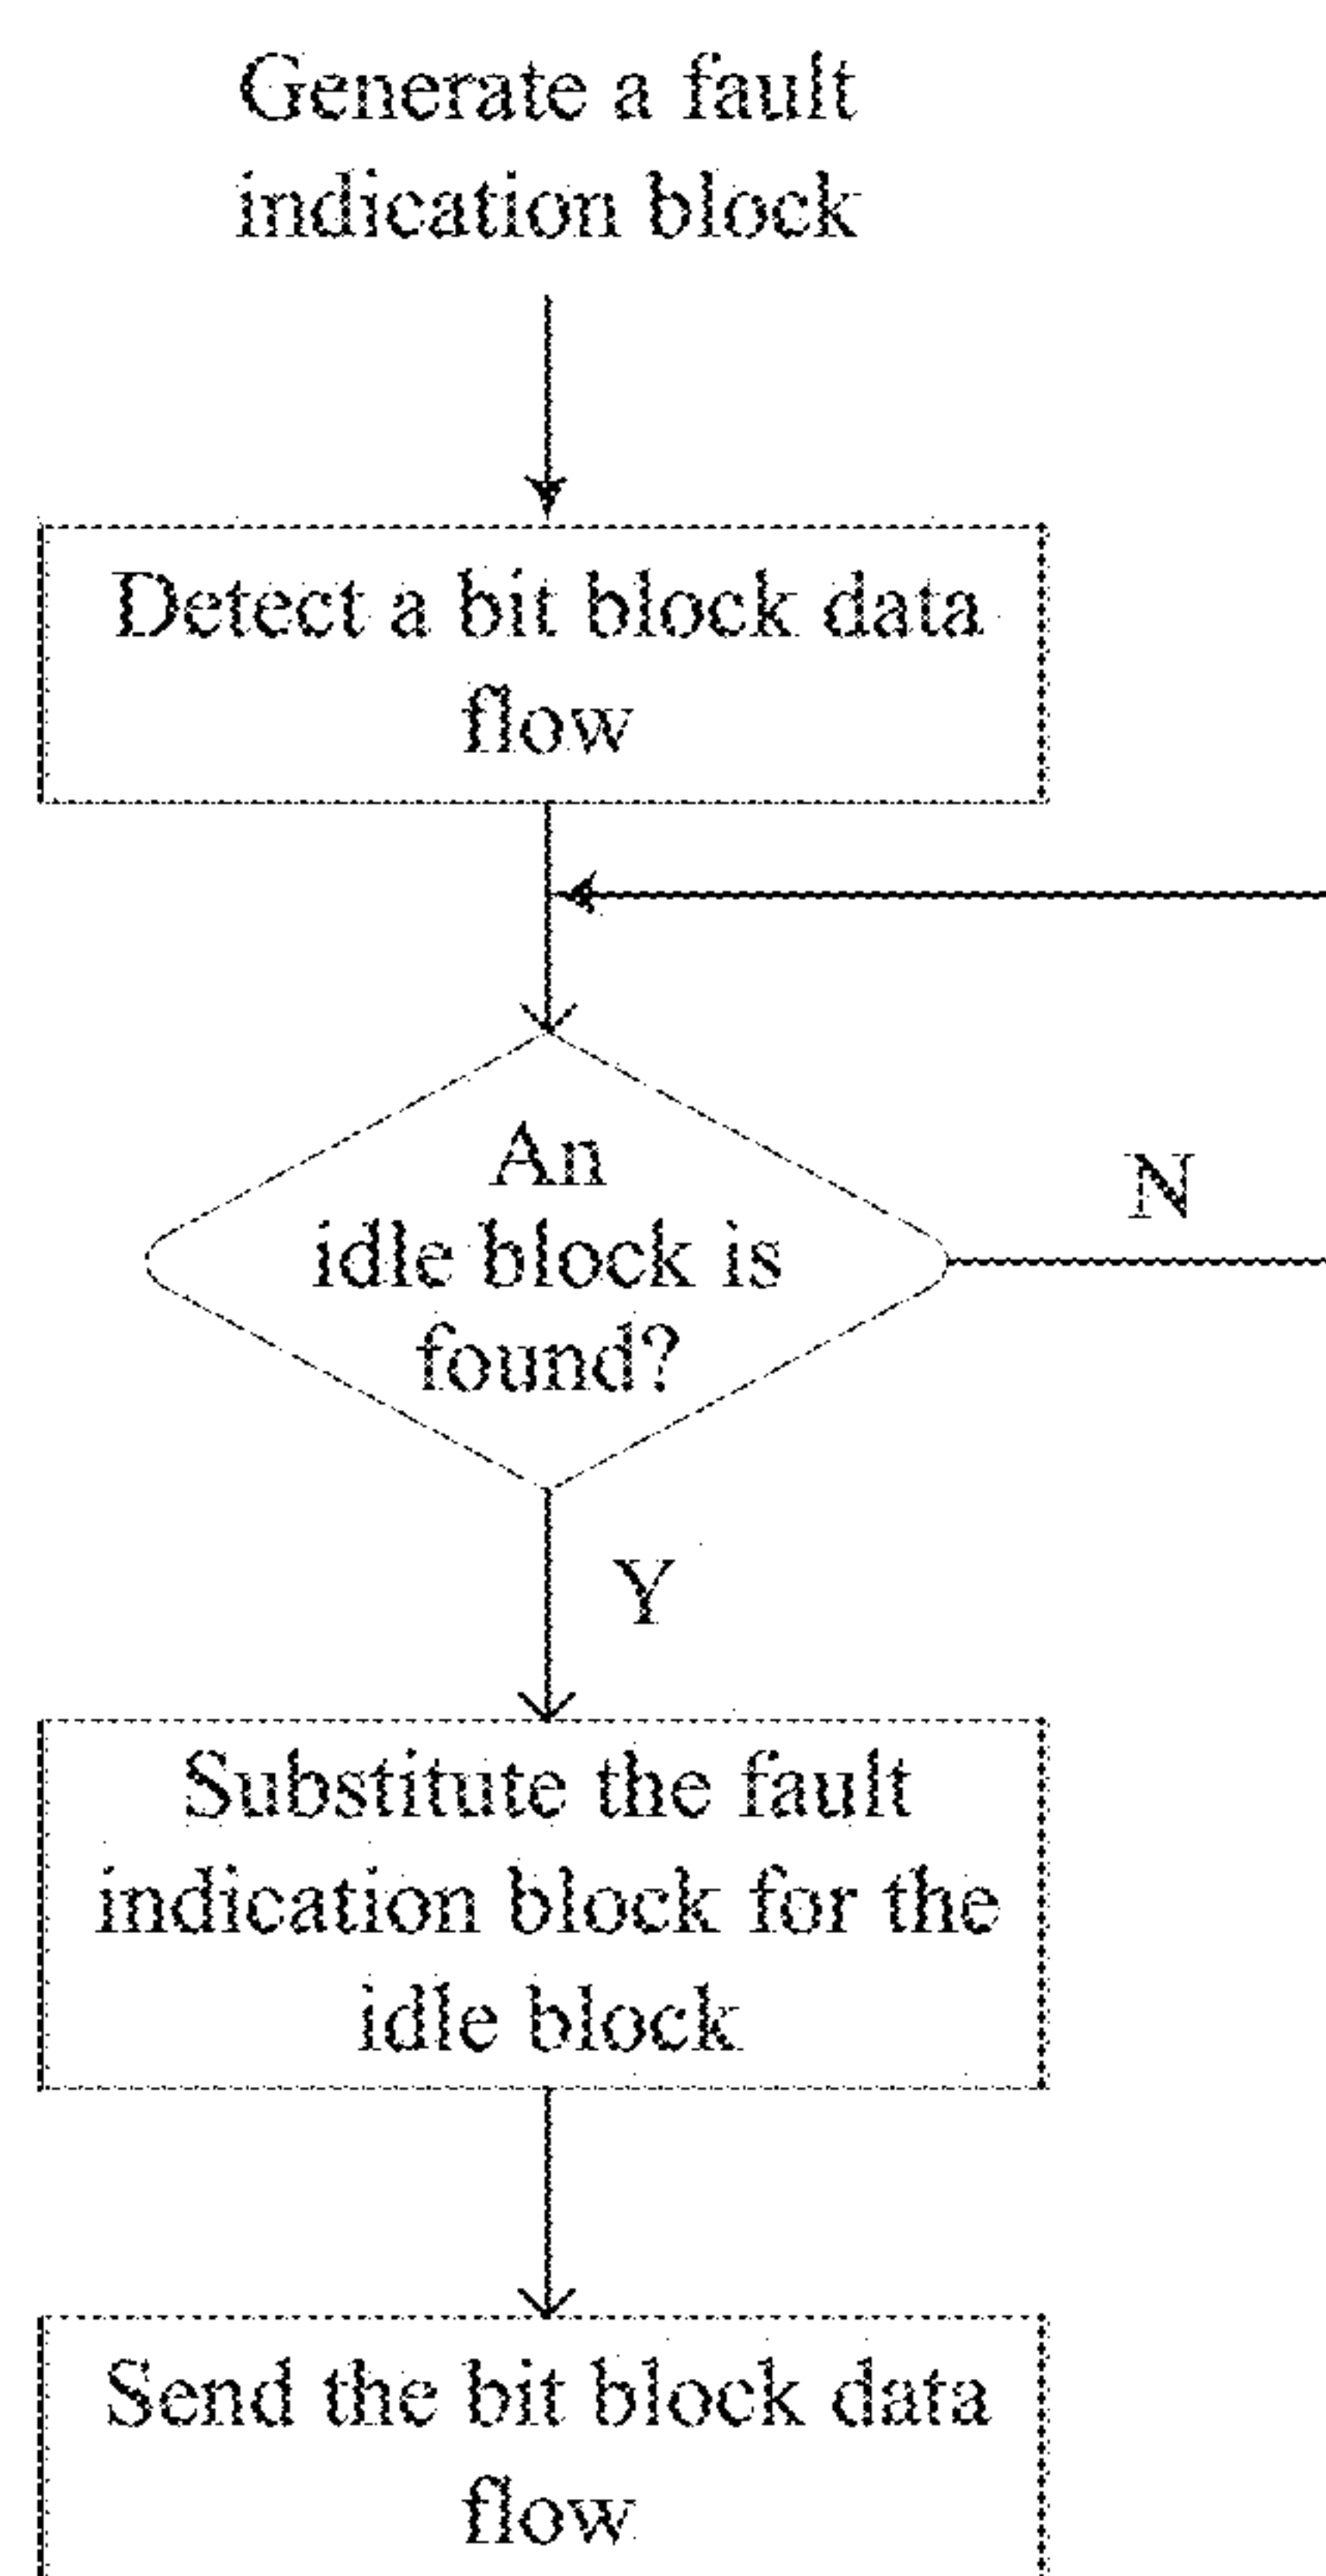 Generate a fault
indication block
Detect a bit block data
flow
An
idle block is
found?
N
Y
Substitute the fault
indication block for the
idle block
Send the bit block data
flow